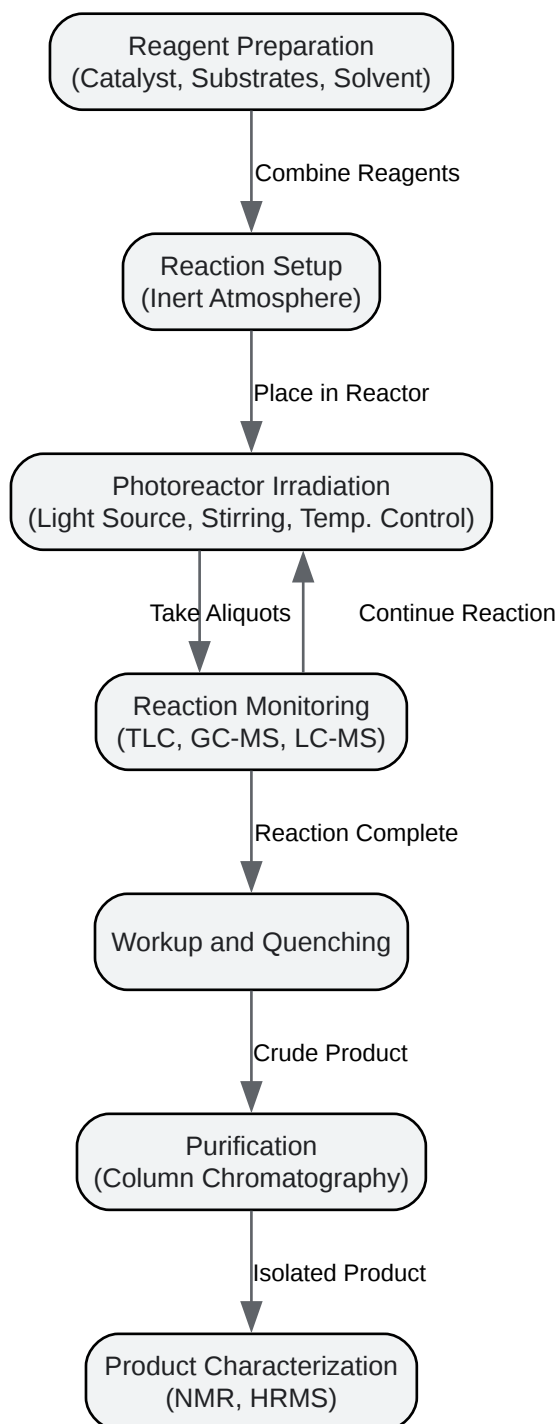 Reagent Preparation
(Catalyst, Substrates, Solvent)
Combine Reagents
Reaction Setup
(Inert Atmosphere)
Place in Reactor
Photoreactor Irradiation
(Light Source, Stirring, Temp. Control)
Take Aliquots
Continue Reaction
Reaction Monitoring
(TLC, GC-MS, LC-MS)
Reaction Complete
Workup and Quenching
Crude Product
Purification
(Column Chromatography)
Isolated Product
Product Characterization
(NMR, HRMS)